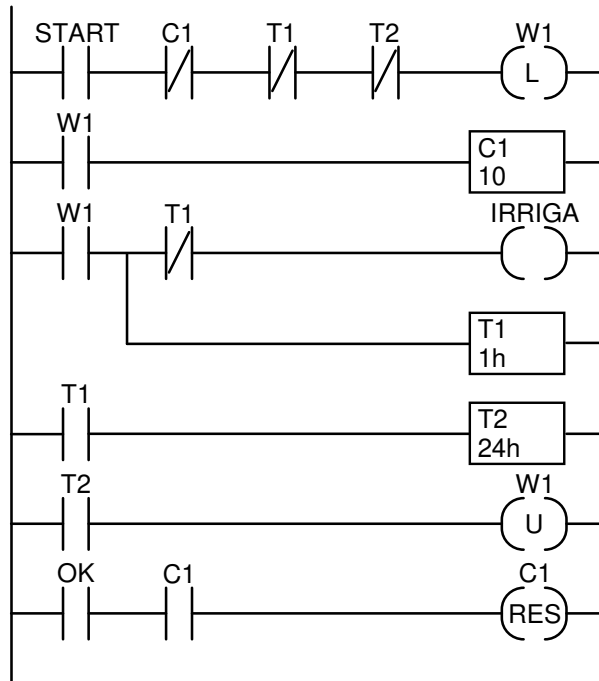 START C1 T1 T2 W1
L
W1
C1
10
W1 T1 IRRIGA
T1
1h
T1
T2
24h
T2 W1
U
OK C1 C1
RES